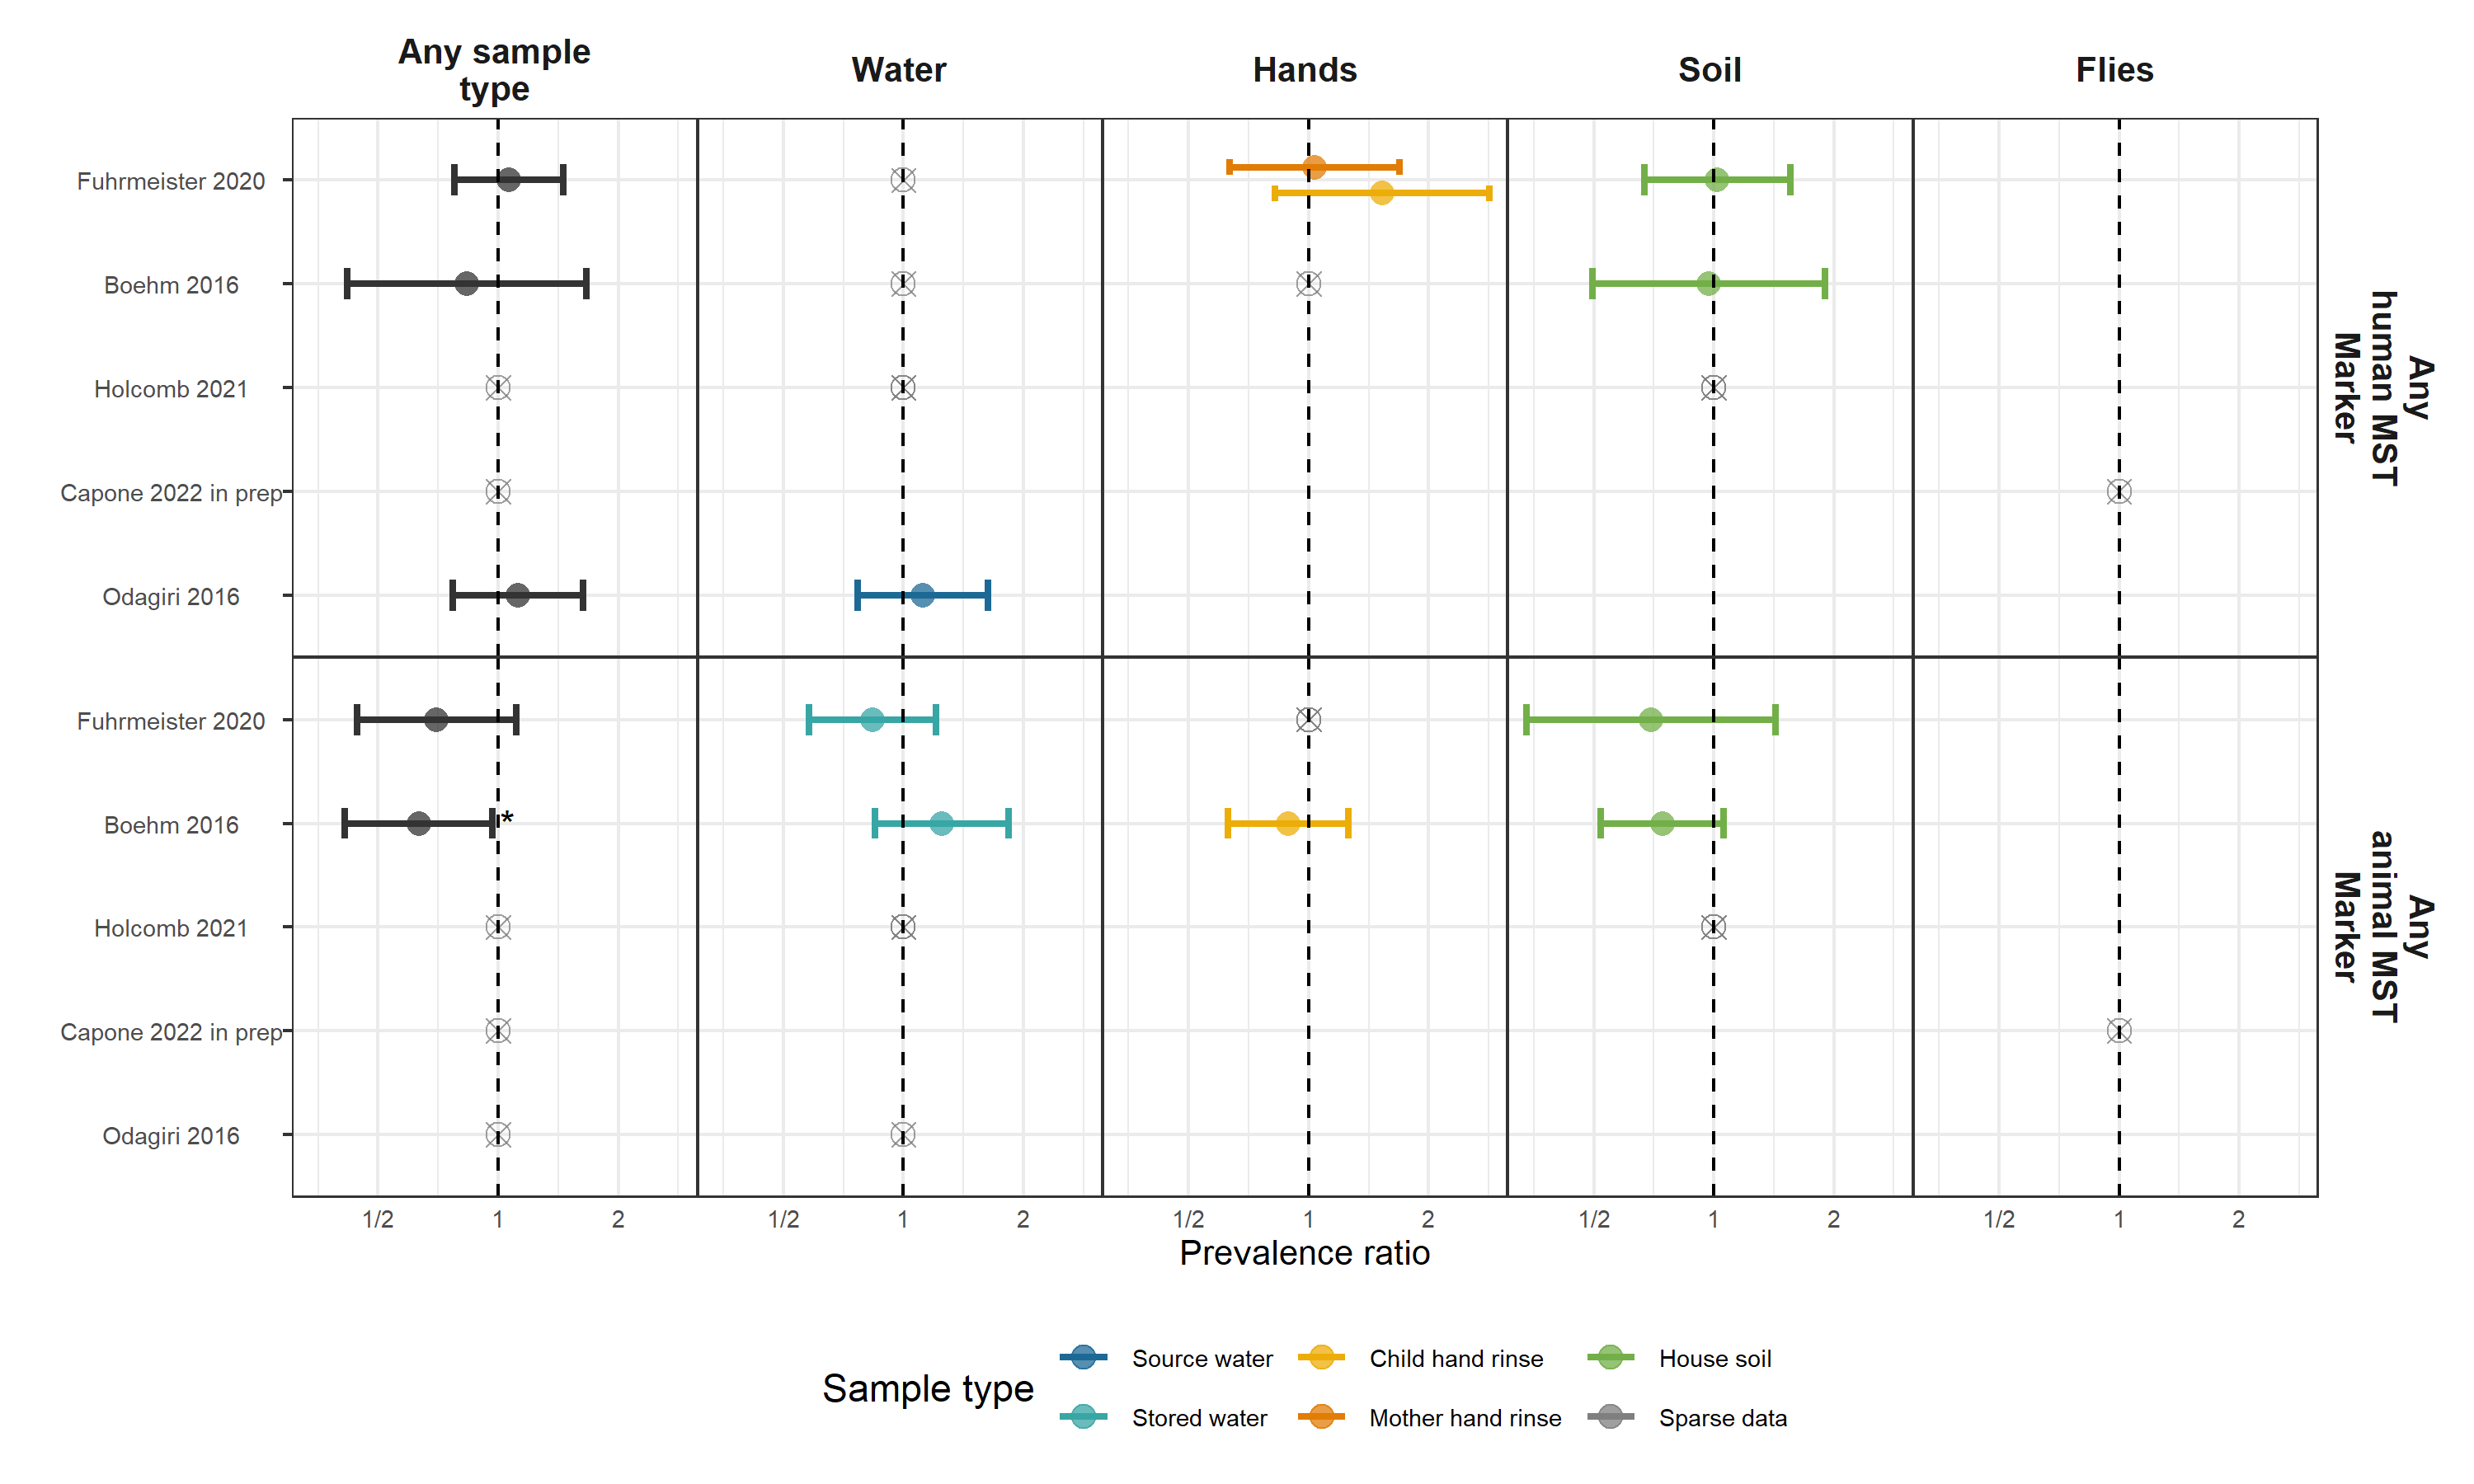 Any sample
type
Water
Hands
Soil
Flies
Fuhrmeister 2020
Boehm 2016
Holcomb 2021
Capone 2022 in prep
Odagiri 2016
Any
human MST
Marker
Fuhrmeister 2020
Boehm 2016
*
Holcomb 2021
Capone 2022 in prep
Odagiri 2016
Any
animal MST
Marker
1/2 1 2 1/2 1 2 1/2 1 2 1/2 1 2 1/2 1 2
Prevalence ratio
Sample type
Source water
Child hand rinse
House soil
Stored water
Mother hand rinse
Sparse data